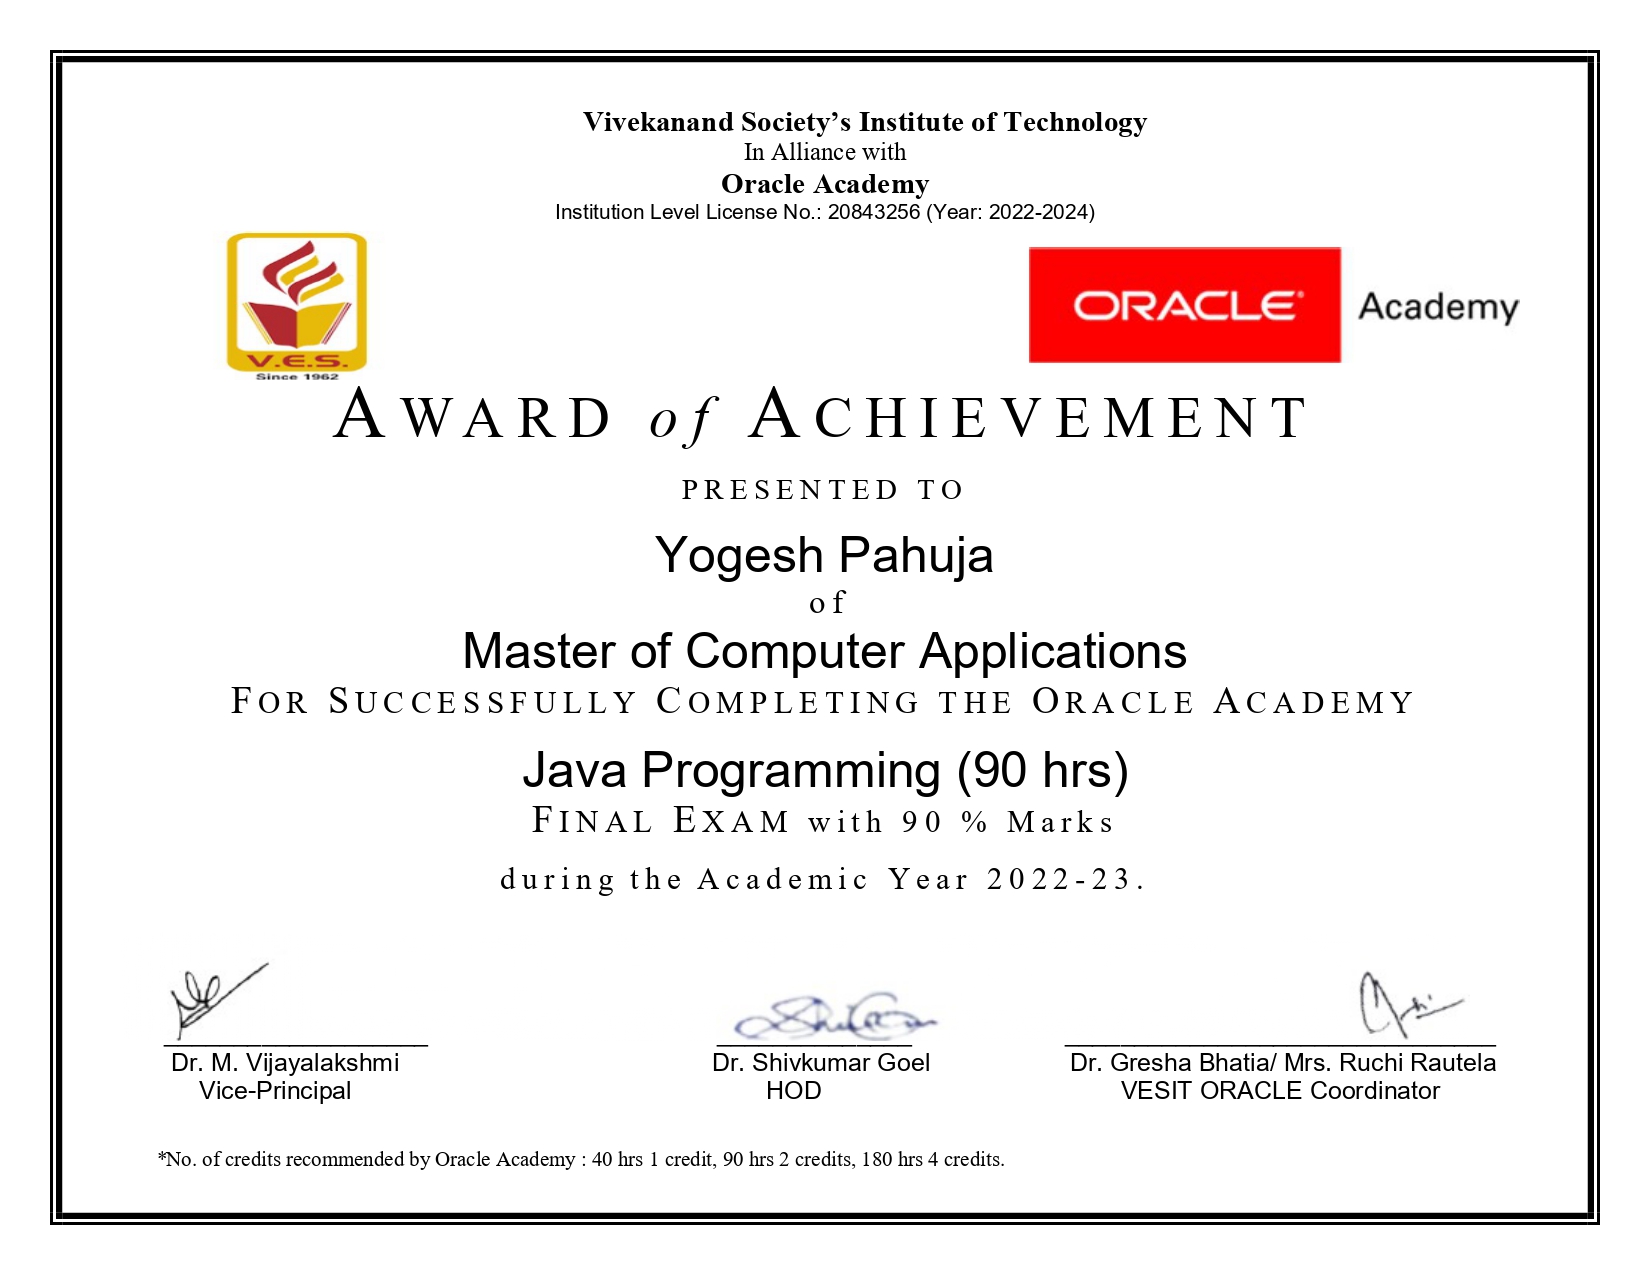 Vivekanand Society’s Institute of Technology
In Alliance with
Oracle Academy
Institution Level License No.: 20843256 (Year: 2022-2024)
V.E.S.
Since 1962
ORACLE® Academy
AWARD of ACHIEVEMENT
PRESENTED TO
Yogesh Pahuja
of
Master of Computer Applications
FOR SUCCESSFULLY COMPLETING THE ORACLE ACADEMY
Java Programming (90 hrs)
FINAL EXAM with 90 % Marks
during the Academic Year 2022-23.
Dr. M. Vijayalakshmi Dr. Shivkumar Goel Dr. Gresha Bhatia/ Mrs. Ruchi Rautela
Vice-Principal HOD VESIT ORACLE Coordinator
*No. of credits recommended by Oracle Academy : 40 hrs 1 credit, 90 hrs 2 credits, 180 hrs 4 credits.